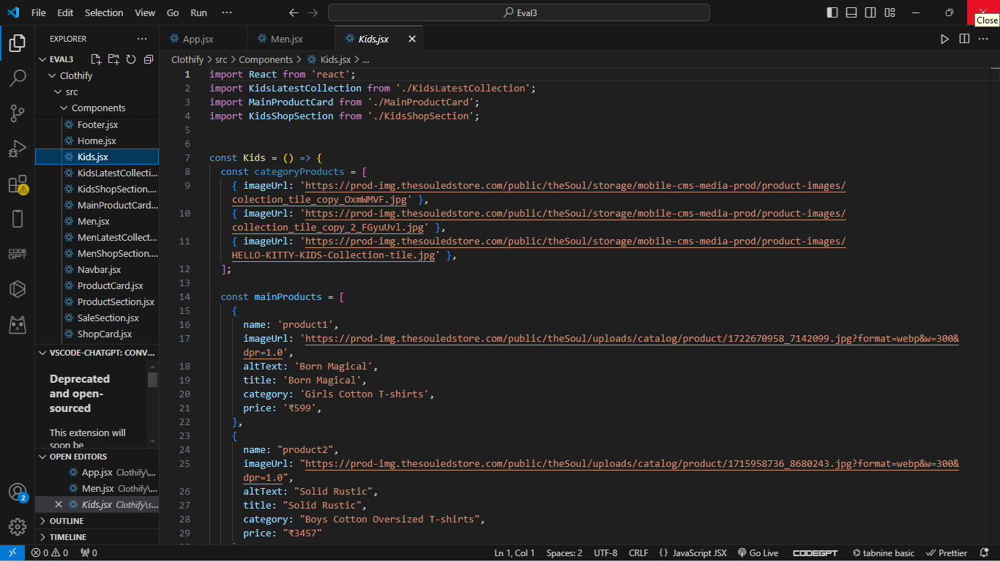 File Edit Selection View Go Run ··· Eval3
Close
EXPLORER ···
EVAL3
Clothify
src
Components
Footer.jsx
Home.jsx
Kids.jsx
KidsLatestCollecti...
KidsShopSection....
MainProductCard...
Men.jsx
MenLatestCollect...
MenShopSection....
Navbar.jsx
ProductCard.jsx
ProductSection.jsx
SaleSection.jsx
ShopCard.jsx
VSCODE-CHATGPT: CONV...
Deprecated
and open-
sourced
This extension will
soon be
OPEN EDITORS
App.jsx Clothify\...
Men.jsx Clothify\...
Kids.jsx Clothify\s...
OUTLINE
TIMELINE
CODE
GPT
2
App.jsx Men.jsx Kids.jsx
Clothify > src > Components > Kids.jsx > ...
1 import React from 'react';
2 import KidsLatestCollection from './KidsLatestCollection';
3 import MainProductCard from './MainProductCard';
4 import KidsShopSection from './KidsShopSection';
5
6
7 const Kids = () => {
8 const categoryProducts = [
9 { imageUrl: 'https://prod-img.thesouledstore.com/public/theSoul/storage/mobile-cms-media-prod/product-images/
colection_tile_copy_OxmWMVF.jpg' },
10 { imageUrl: 'https://prod-img.thesouledstore.com/public/theSoul/storage/mobile-cms-media-prod/product-images/
collection_tile_copy_2_FGyuUvl.jpg' },
11 { imageUrl: 'https://prod-img.thesouledstore.com/public/theSoul/storage/mobile-cms-media-prod/product-images/
HELLO-KITTY-KIDS-Collection-tile.jpg' },
12 ];
13
14 const mainProducts = [
15 {
16 name: 'product1',
17 imageUrl: 'https://prod-img.thesouledstore.com/public/theSoul/uploads/catalog/product/1722670958_7142099.jpg?format=webp&w=300&
dpr=1.0',
18 altText: 'Born Magical',
19 title: 'Born Magical',
20 category: 'Girls Cotton T-shirts',
21 price: '₹599',
22 },
23 {
24 name: "product2",
25 imageUrl: "https://prod-img.thesouledstore.com/public/theSoul/uploads/catalog/product/1715958736_8680243.jpg?format=webp&w=300&
dpr=1.0",
26 altText: "Solid Rustic",
27 title: "Solid Rustic",
28 category: "Boys Cotton Oversized T-shirts",
29 price: "₹3457"
0 0 0 Ln 1, Col 1 Spaces: 2 UTF-8 CRLF {} JavaScript JSX Go Live CODEGPT tabnine basic Prettier